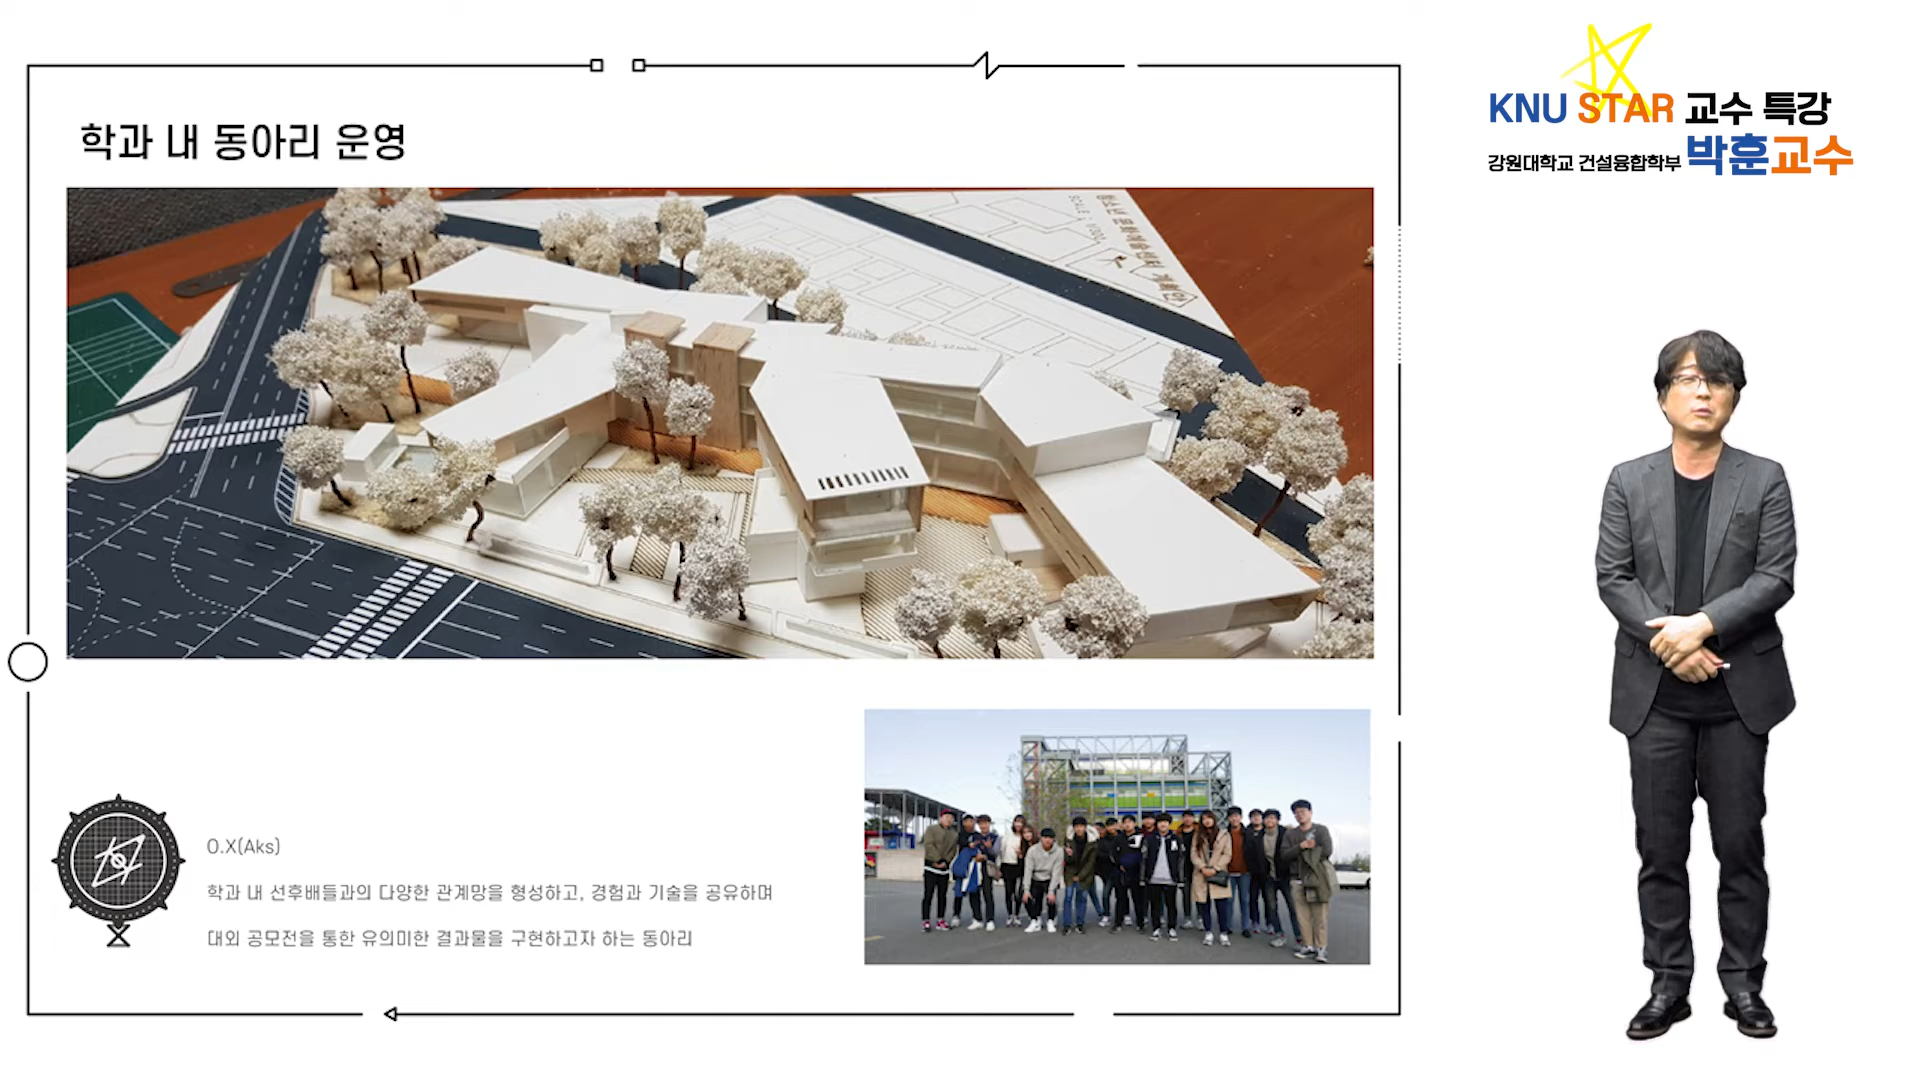 학과 내 동아리 운영
KNU STAR 교수 특강
강원대학교 건설융합학부 박훈교수
SCALE 1:300
O.X(Aks)
학과 내 선후배들과의 다양한 관계망을 형성하고, 경험과 기술을 공유하며
대외 공모전을 통한 유의미한 결과물을 구현하고자 하는 동아리